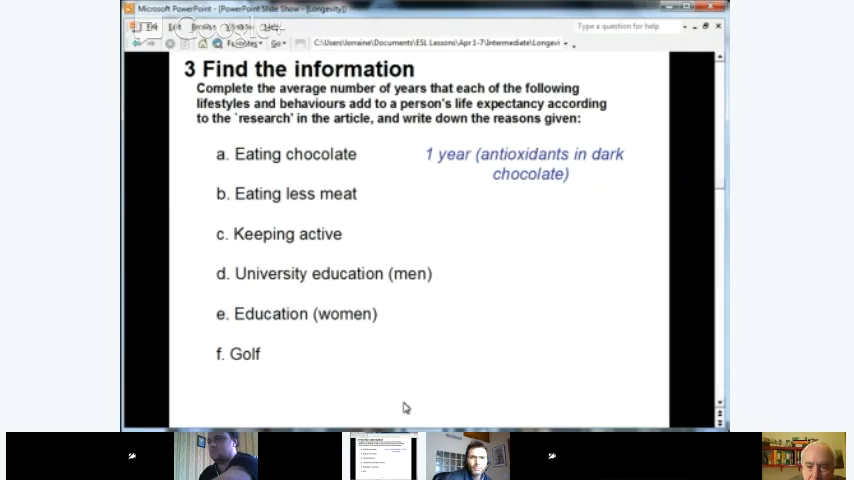 Microsoft PowerPoint - [PowerPoint Slide Show - [Longevity]]
Type a question for help
Favorites
Go
C:\Users\lorraine\Documents\ESL Lessons\Apr 1-7\Intermediate\Longevi
3 Find the information
Complete the average number of years that each of the following
lifestyles and behaviours add to a person's life expectancy according
to the `research' in the article, and write down the reasons given:
a. Eating chocolate
1 year (antioxidants in dark
chocolate)
b. Eating less meat
c. Keeping active
d. University education (men)
e. Education (women)
f. Golf